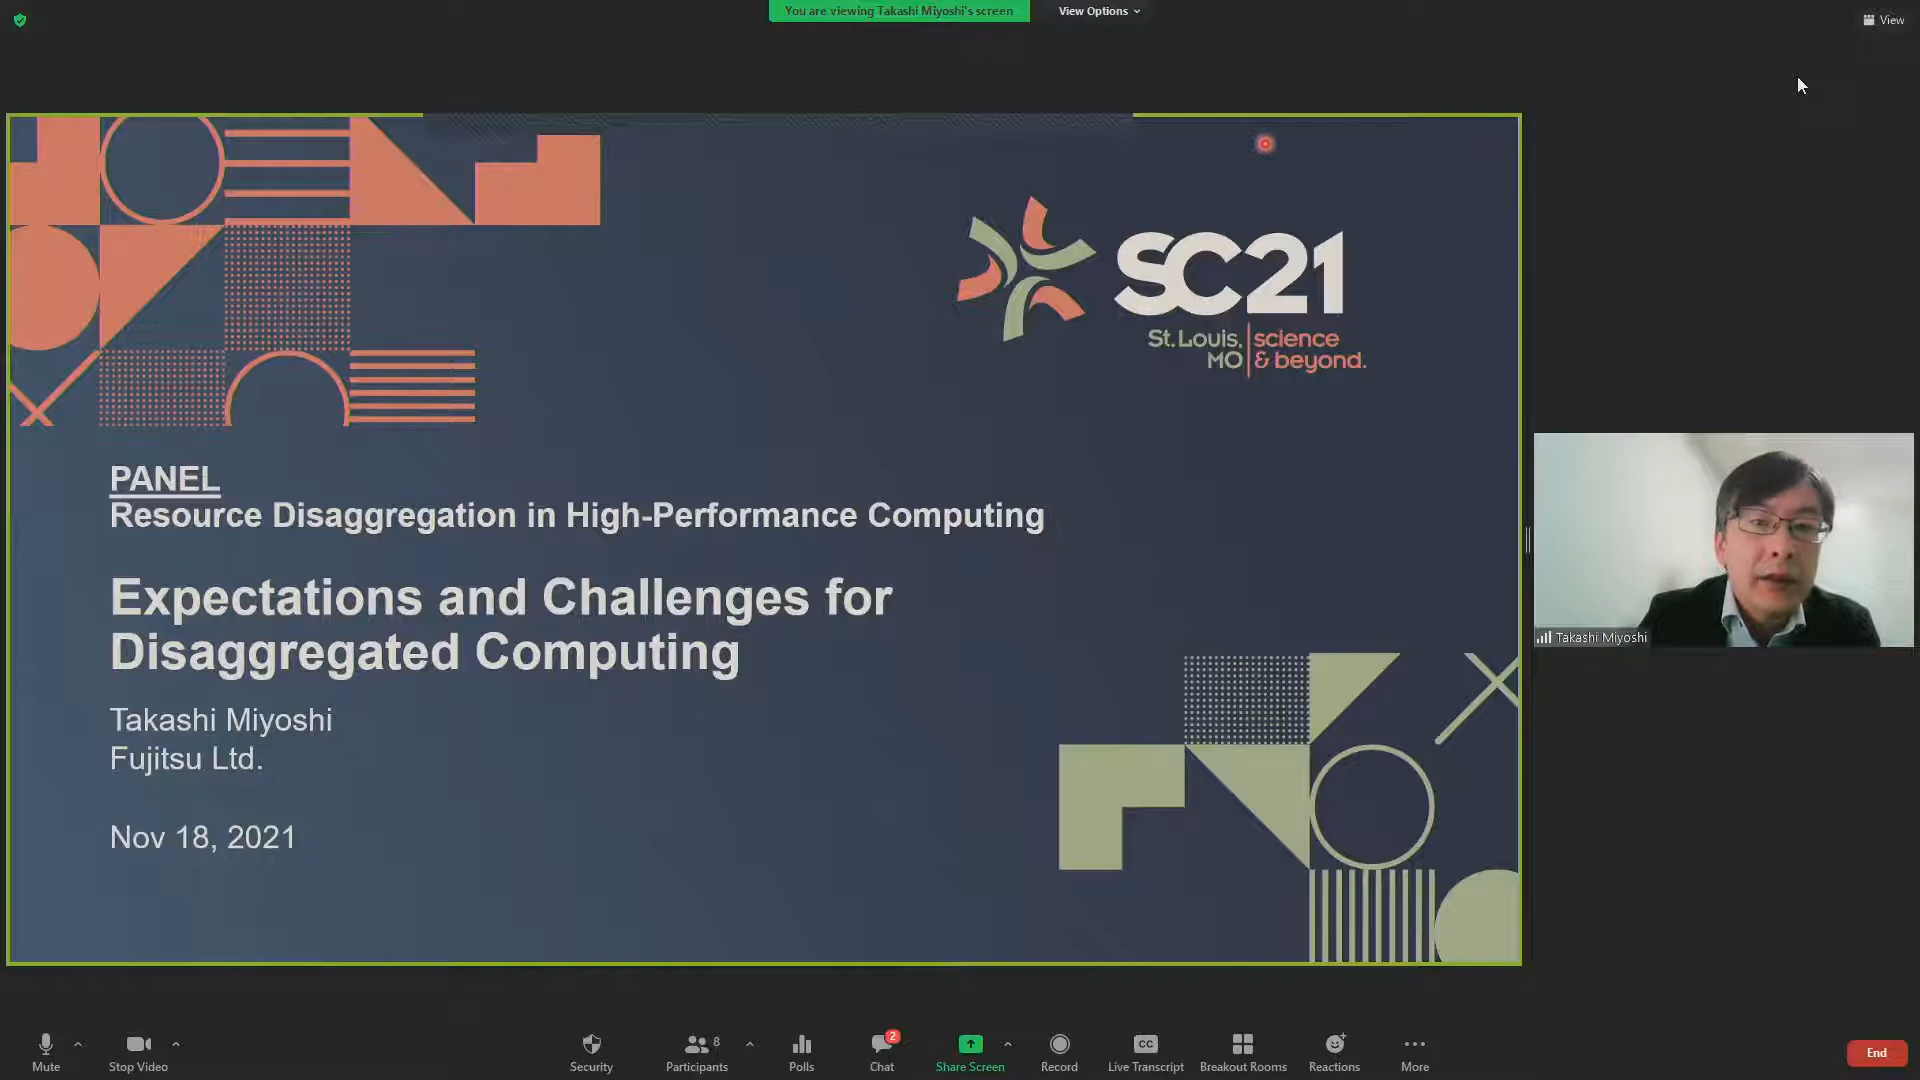 You are viewing Takashi Miyoshi's screen
View Options
View
SC21
St. Louis, MO
science & beyond.
PANEL
Resource Disaggregation in High-Performance Computing
Expectations and Challenges for
Disaggregated Computing
Takashi Miyoshi
Fujitsu Ltd.
Nov 18, 2021
Takashi Miyoshi
Mute
Stop Video
Security
8
Participants
Polls
2
Chat
Share Screen
Record
CC
Live Transcript
Breakout Rooms
Reactions
More
End